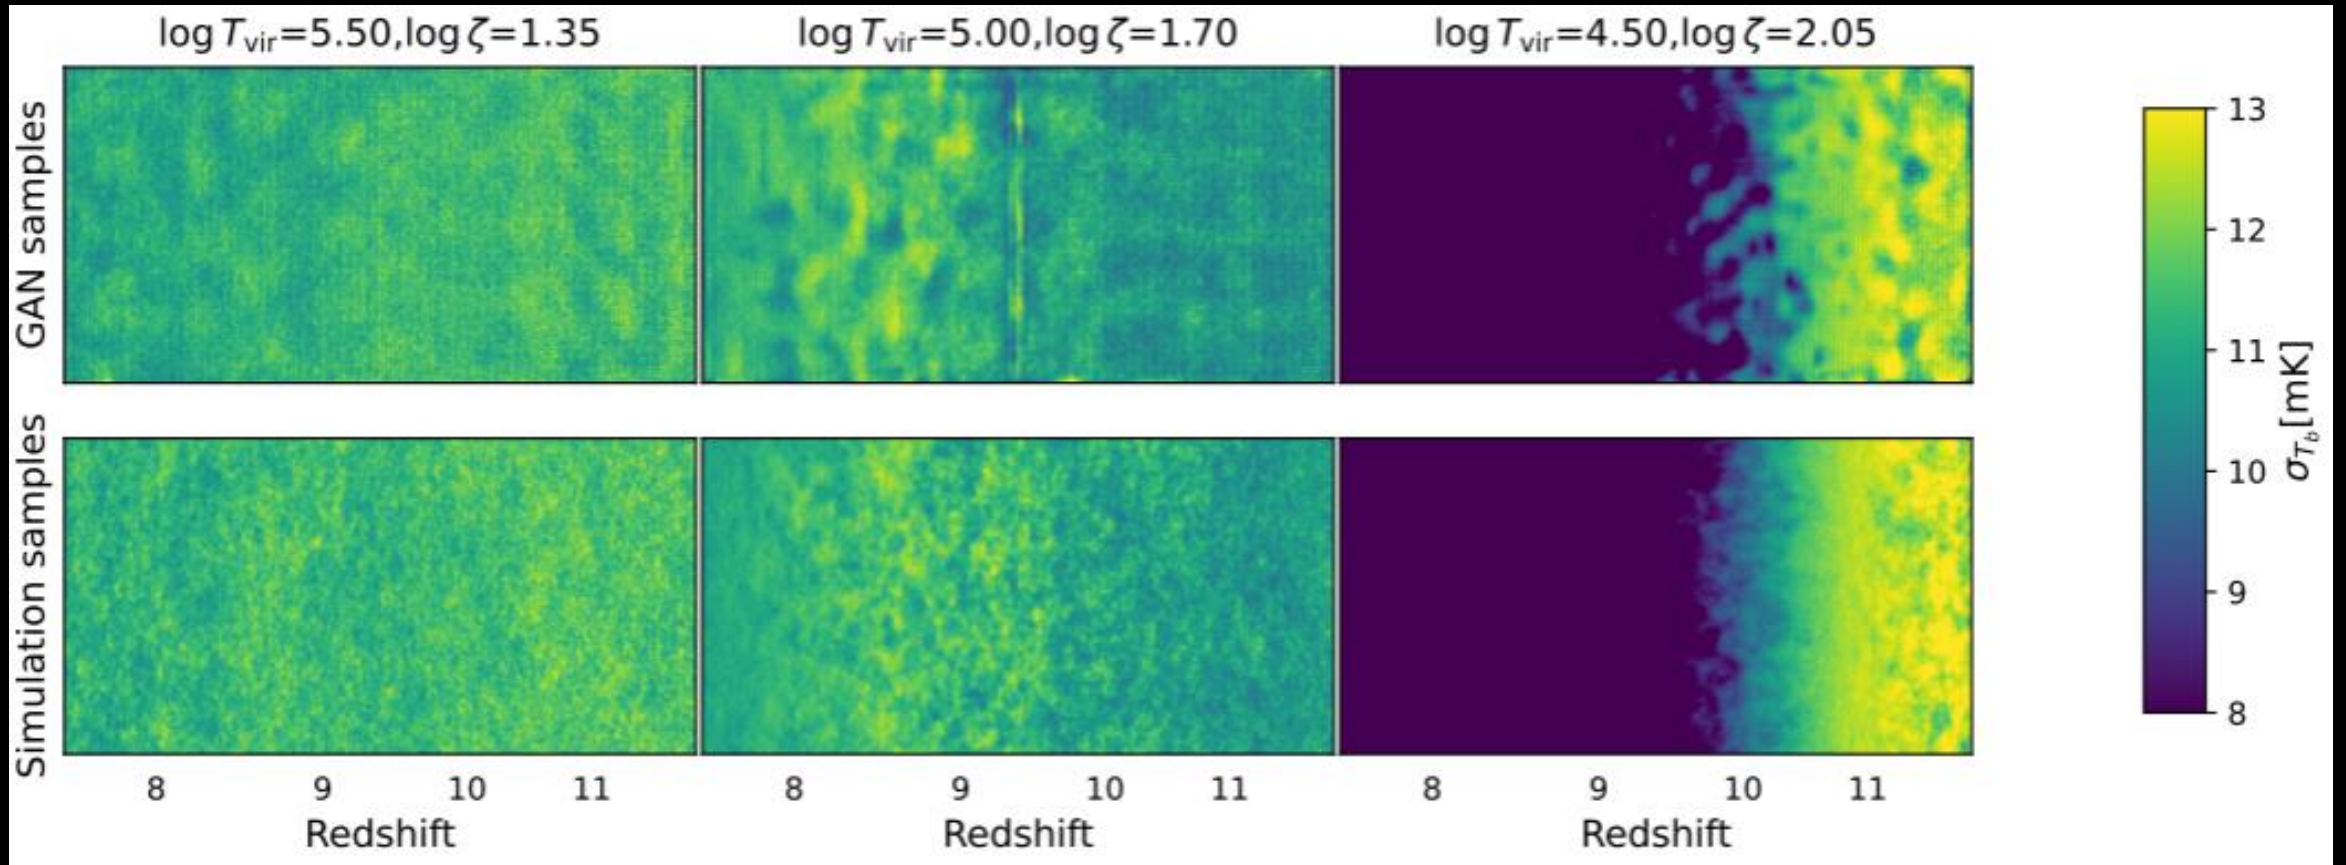 log T_vir=5.50,log ζ=1.35
log T_vir=5.00,log ζ=1.70
log T_vir=4.50,log ζ=2.05
GAN samples
Simulation samples
8 9 10 11
8 9 10 11
8 9 10 11
Redshift
Redshift
Redshift
13
12
11
10
9
8
σ_{T_b}[mK]